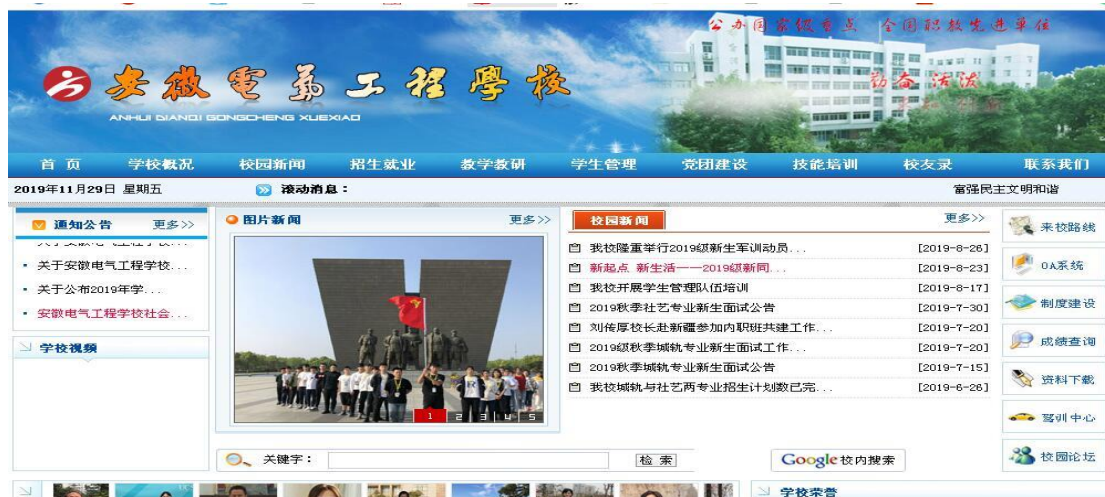 公办国家级重点 全国职教先进单位
勤奋 活泼
安徽電氣工程學校
ANHUI DIANQI GONGCHENG XUEXIAO
首 页 学校概况 校园新闻 招生就业 教学教研 学生管理 党团建设 技能培训 校友录 联系我们
2019年11月29日 星期五 滚动消息： 富强民主文明和谐
通知公告 更多>>
关于安徽电气工程学校...
关于公布2019年学...
安徽电气工程学校社会...
学校视频
图片新闻 更多>>
1 2 3 4 5
校园新闻 更多>>
我校隆重举行2019级新生军训动员... [2019-8-26]
新起点 新生活——2019级新同... [2019-8-23]
我校开展学生管理队伍培训 [2019-8-17]
2019秋季社艺专业新生面试公告 [2019-7-30]
刘传厚校长赴新疆参加内职班共建工作... [2019-7-20]
2019级秋季城轨专业新生面试工作... [2019-7-20]
2019秋季城轨专业新生面试公告 [2019-7-15]
我校城轨与社艺两专业招生计划数已完... [2019-6-26]
来校路线
OA系统
制度建设
成绩查询
资料下载
驾训中心
校园论坛
关键字： 检 索 Google 校内搜索
学校荣誉